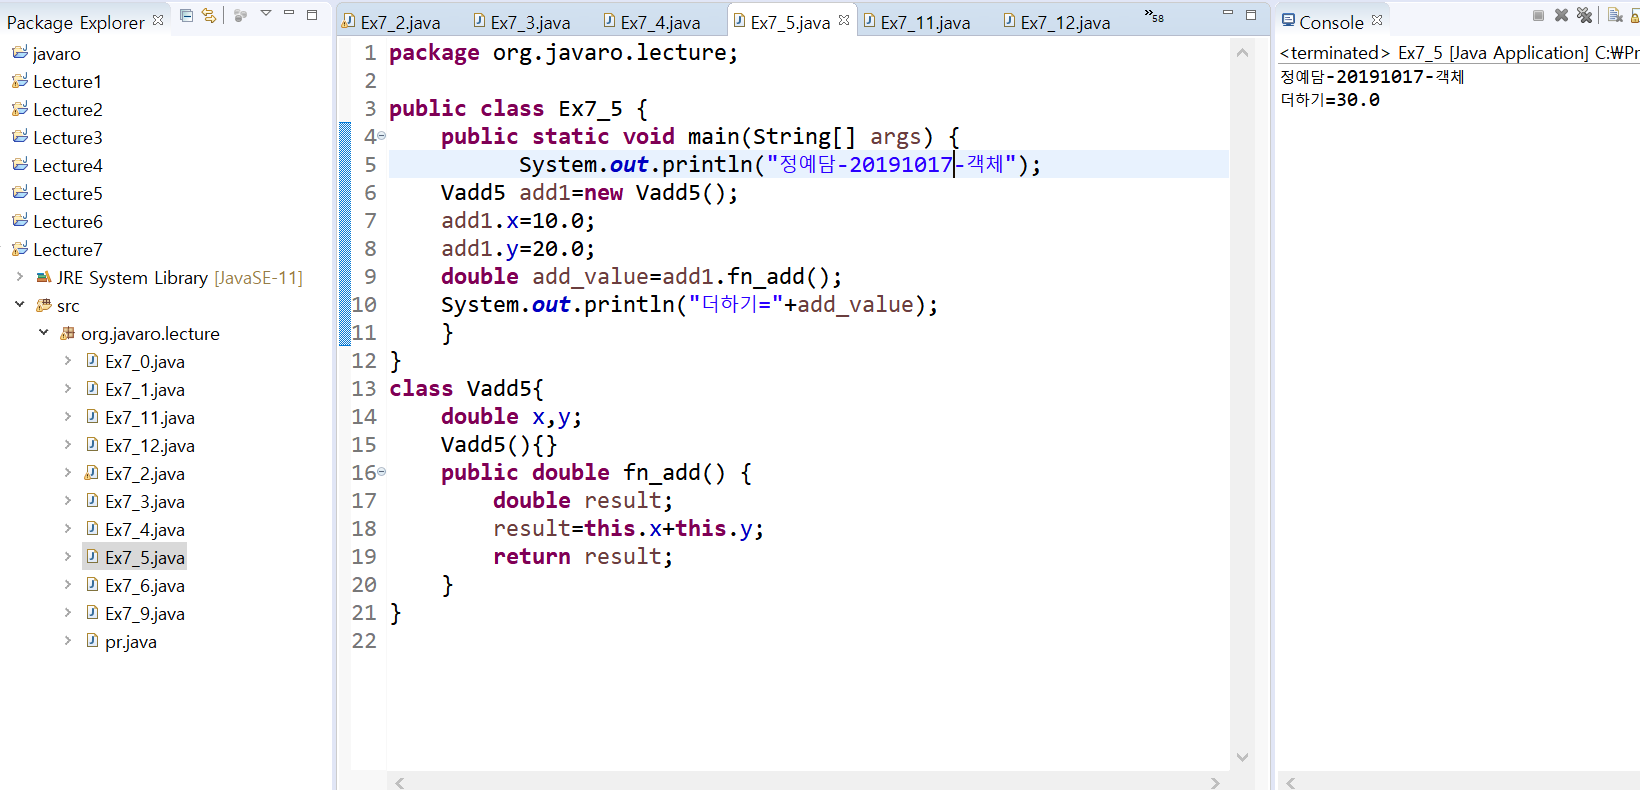 Package Explorer
javaro
Lecture1
Lecture2
Lecture3
Lecture4
Lecture5
Lecture6
Lecture7
JRE System Library [JavaSE-11]
src
org.javaro.lecture
Ex7_0.java
Ex7_1.java
Ex7_11.java
Ex7_12.java
Ex7_2.java
Ex7_3.java
Ex7_4.java
Ex7_5.java
Ex7_6.java
Ex7_9.java
pr.java
Ex7_2.java Ex7_3.java Ex7_4.java Ex7_5.java Ex7_11.java Ex7_12.java »58
1 package org.javaro.lecture;
2
3 public class Ex7_5 {
4 public static void main(String[] args) {
5 System.out.println("정예담-20191017-객체");
6 Vadd5 add1=new Vadd5();
7 add1.x=10.0;
8 add1.y=20.0;
9 double add_value=add1.fn_add();
10 System.out.println("더하기="+add_value);
11 }
12 }
13 class Vadd5{
14 double x,y;
15 Vadd5(){}
16 public double fn_add() {
17 double result;
18 result=this.x+this.y;
19 return result;
20 }
21 }
22
Console
<terminated> Ex7_5 [Java Application] C:₩Pr
정예담-20191017-객체
더하기=30.0